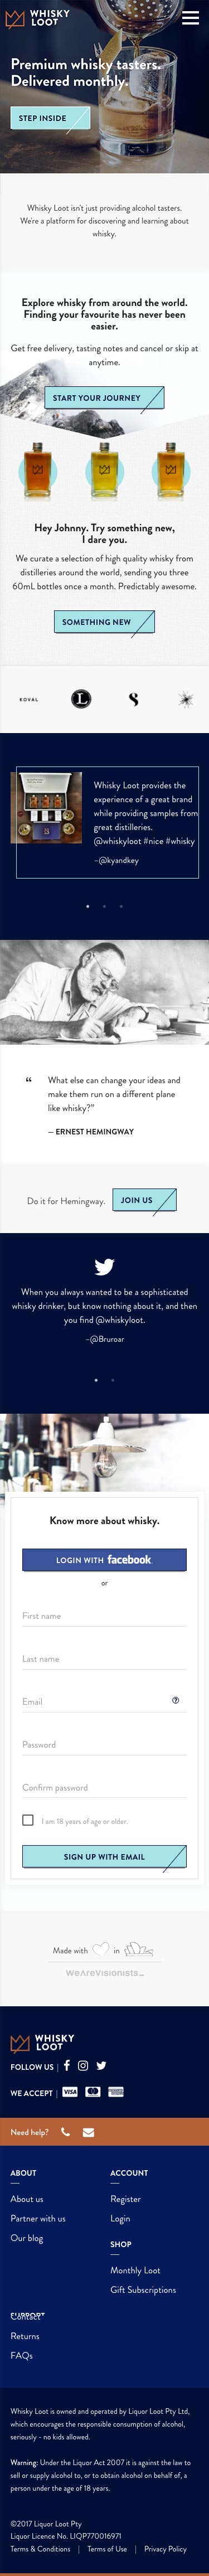 WHISKY
LOOT
Premium whisky tasters.
Delivered monthly.
STEP INSIDE
Whisky Loot isn't just providing alcohol tasters.
We're a platform for discovering and learning about
whisky.
Explore whisky from around the world.
Finding your favourite has never been
easier.
Get free delivery, tasting notes and cancel or skip at
anytime.
START YOUR JOURNEY
Hey Johnny. Try something new,
I dare you.
We curate a selection of high quality whisky from
distilleries around the world, sending you three
60mL bottles once a month. Predictably awesome.
SOMETHING NEW
KOVAL
L
Whisky Loot provides the
experience of a great brand
while providing samples from
great distilleries.
@whiskyloot #nice #whisky
–@kyandkey
“ What else can change your ideas and
make them run on a different plane
like whisky?”
— ERNEST HEMINGWAY
Do it for Hemingway.
JOIN US
When you always wanted to be a sophisticated
whisky drinker, but know nothing about it, and then
you find @whiskyloot.
–@Bruroar
Know more about whisky.
LOGIN WITH facebook
or
First name
Last name
Email
Password
Confirm password
I am 18 years of age or older.
SIGN UP WITH EMAIL
Made with in
WeAreVisionists
WHISKY
LOOT
FOLLOW US |
WE ACCEPT | VISA
Need help?
ABOUT
About us
Partner with us
Our blog
ACCOUNT
Register
Login
SHOP
Monthly Loot
Gift Subscriptions
SUPPORT
Contact
Returns
FAQs
Whisky Loot is owned and operated by Liquor Loot Pty Ltd,
which encourages the responsible consumption of alcohol,
seriously - no kids allowed.
Warning: Under the Liquor Act 2007 it is against the law to
sell or supply alcohol to, or to obtain alcohol on behalf of, a
person under the age of 18 years.
©2017 Liquor Loot Pty
Liquor Licence No. LIQP770016971
Terms & Conditions | Terms of Use | Privacy Policy